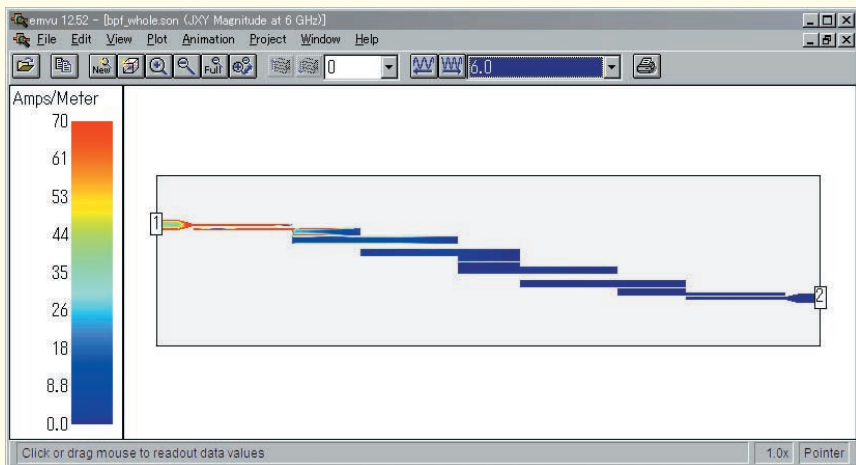 emvu 12.52 - [bpf_whole.son (JXY Magnitude at 6 GHz)]
File Edit View Plot Animation Project Window Help
New Full 0 6.0
Amps/Meter
70
61
53
44
35
26
18
8.8
0.0
1
2
Click or drag mouse to readout data values 1.0x Pointer